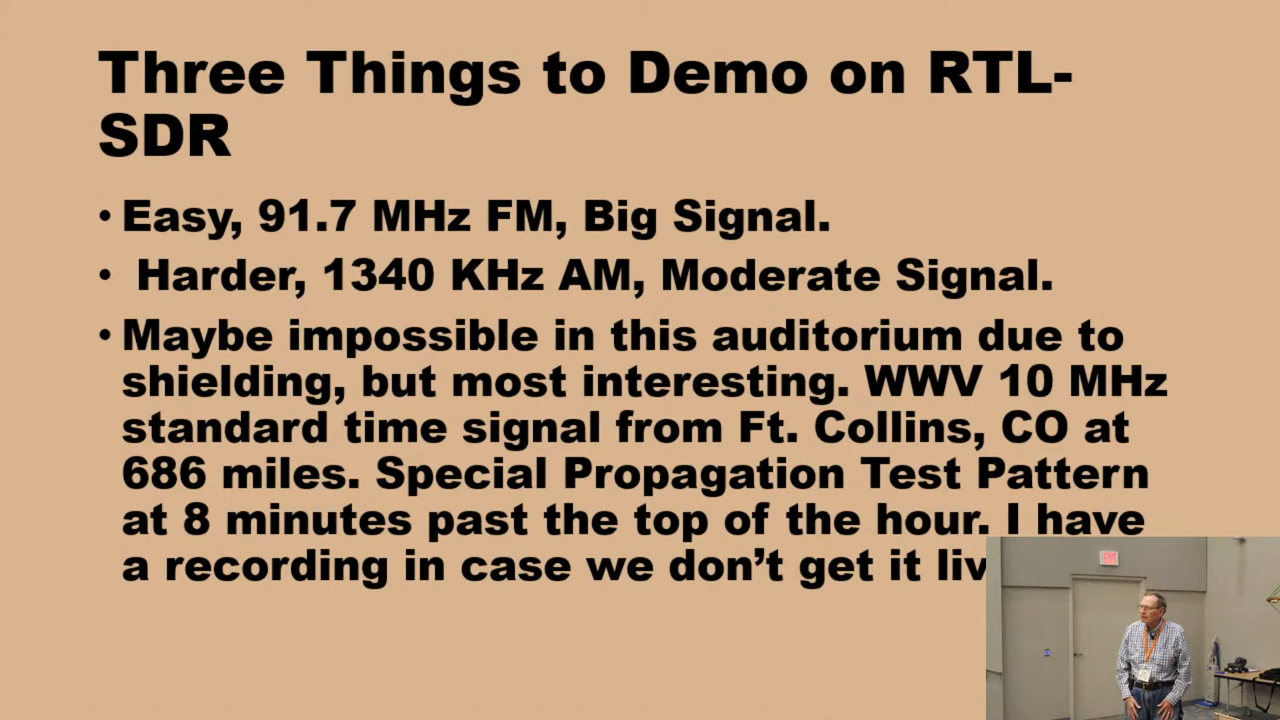 Three Things to Demo on RTL-
SDR
• Easy, 91.7 MHz FM, Big Signal.
• Harder, 1340 KHz AM, Moderate Signal.
• Maybe impossible in this auditorium due to
shielding, but most interesting. WWV 10 MHz
standard time signal from Ft. Collins, CO at
686 miles. Special Propagation Test Pattern
at 8 minutes past the top of the hour. I have
a recording in case we don’t get it liv